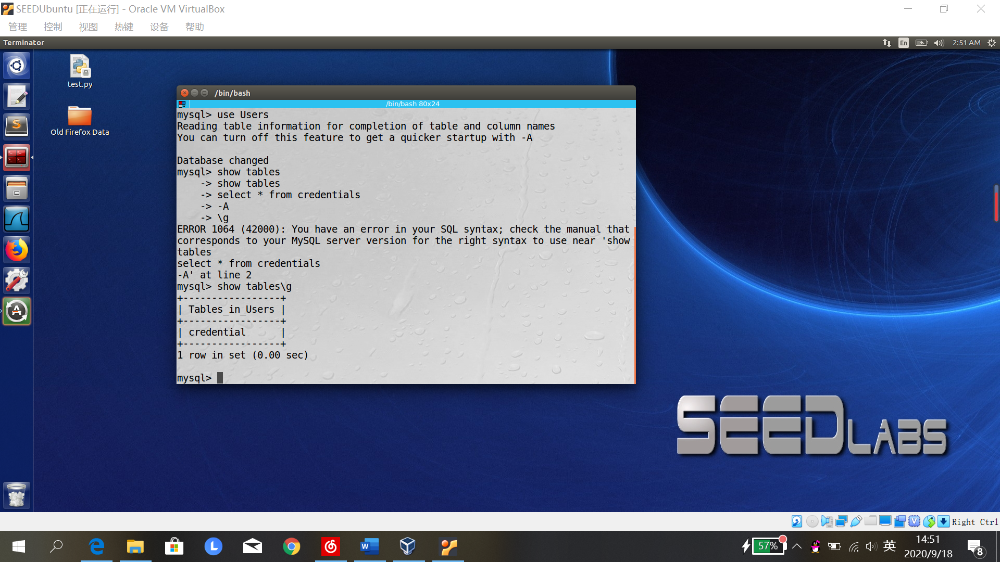 SEEDUbuntu [正在运行] - Oracle VM VirtualBox
管理 控制 视图 热键 设备 帮助
Terminator
En
2:51 AM
test.py
Old Firefox Data
/bin/bash
/bin/bash 80x24
mysql> use Users
Reading table information for completion of table and column names
You can turn off this feature to get a quicker startup with -A
Database changed
mysql> show tables
-> show tables
-> select * from credentials
-> -A
-> \g
ERROR 1064 (42000): You have an error in your SQL syntax; check the manual that
corresponds to your MySQL server version for the right syntax to use near 'show
tables
select * from credentials
-A' at line 2
mysql> show tables\g
+-----------------+
| Tables_in_Users |
+-----------------+
| credential      |
+-----------------+
1 row in set (0.00 sec)
mysql>
SEEDLABS
Right Ctrl
57%
英
14:51
2020/9/18
8